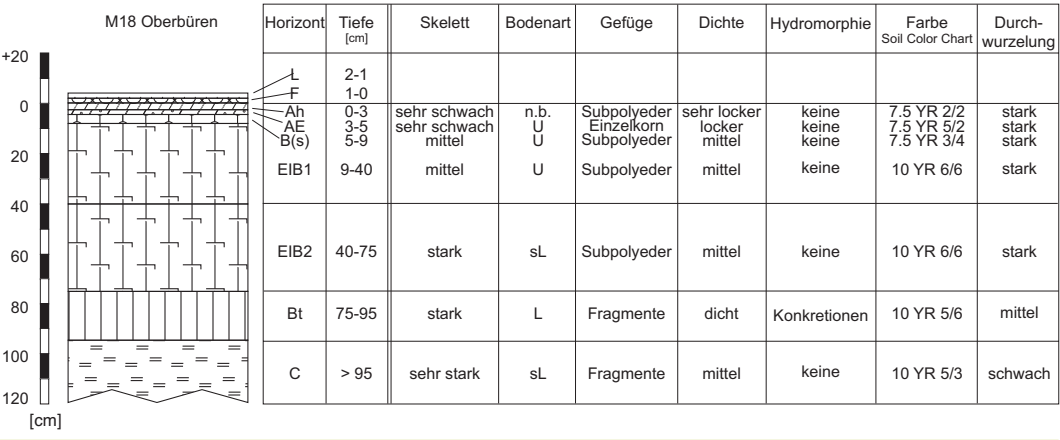 M18 Oberbüren
Horizont Tiefe [cm] Skelett Bodenart Gefüge Dichte Hydromorphie Farbe Soil Color Chart Durch-wurzelung
L 2-1
F 1-0
Ah 0-3 sehr schwach n.b. Subpolyeder sehr locker keine 7.5 YR 2/2 stark
AE 3-5 sehr schwach U Einzelkorn locker keine 7.5 YR 5/2 stark
B(s) 5-9 mittel U Subpolyeder mittel keine 7.5 YR 3/4 stark
EIB1 9-40 mittel U Subpolyeder mittel keine 10 YR 6/6 stark
EIB2 40-75 stark sL Subpolyeder mittel keine 10 YR 6/6 stark
Bt 75-95 stark L Fragmente dicht Konkretionen 10 YR 5/6 mittel
C > 95 sehr stark sL Fragmente mittel keine 10 YR 5/3 schwach
+20
0
20
40
60
80
100
120
[cm]